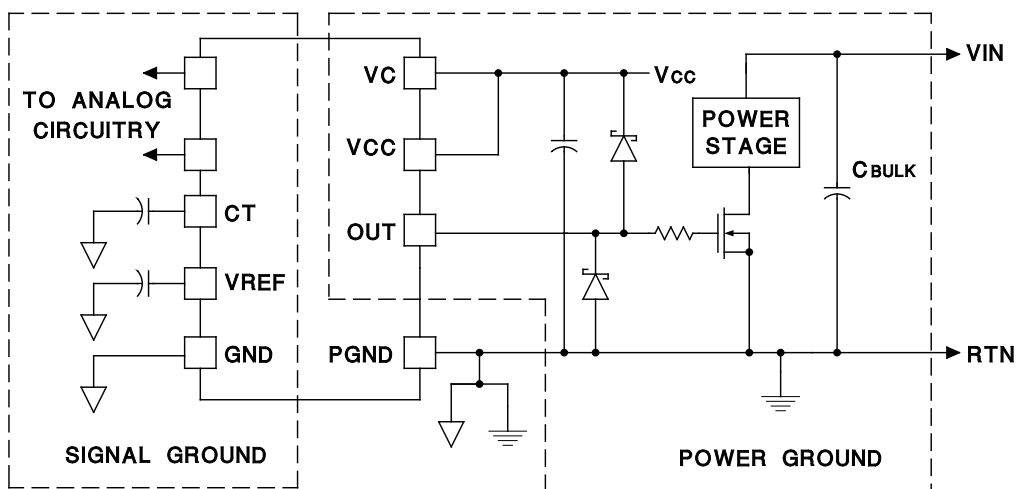 VIN
VC
VCC
TO ANALOG
CIRCUITRY
POWER
STAGE
VCC
CBULK
CT
OUT
VREF
GND
PGND
RTN
SIGNAL GROUND
POWER GROUND